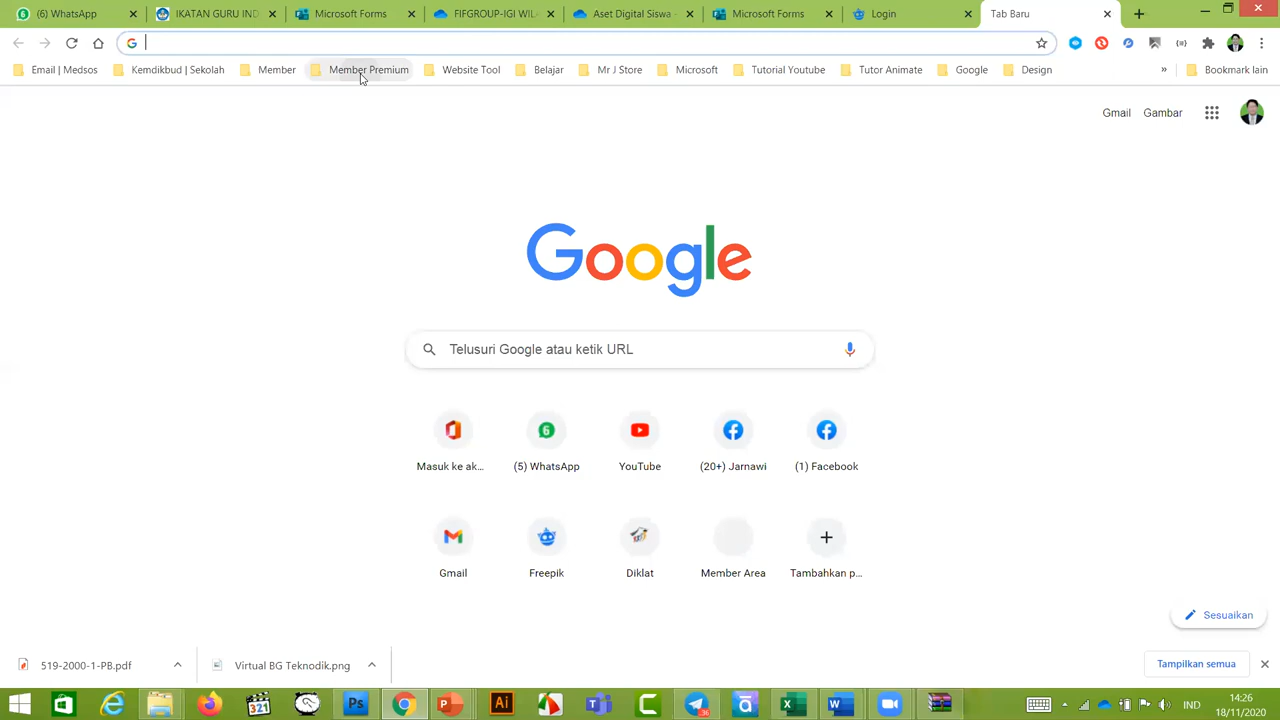 (6) WhatsApp
IKATAN GURU IND
Microsoft Forms
FIFGROUP-IGI WIL
Aset Digital Siswa -
Microsoft Forms
Login
Tab Baru
Email | Medsos
Kemdikbud | Sekolah
Member
Member Premium
Website Tool
Belajar
Mr J Store
Microsoft
Tutorial Youtube
Tutor Animate
Google
Design
»
Bookmark lain
Gmail
Gambar
Google
Telusuri Google atau ketik URL
Masuk ke ak...
(5) WhatsApp
YouTube
(20+) Jarnawi
(1) Facebook
Gmail
Freepik
Diklat
Member Area
Tambahkan p...
Sesuaikan
519-2000-1-PB.pdf
Virtual BG Teknodik.png
Tampilkan semua
IND
14:26
18/11/2020